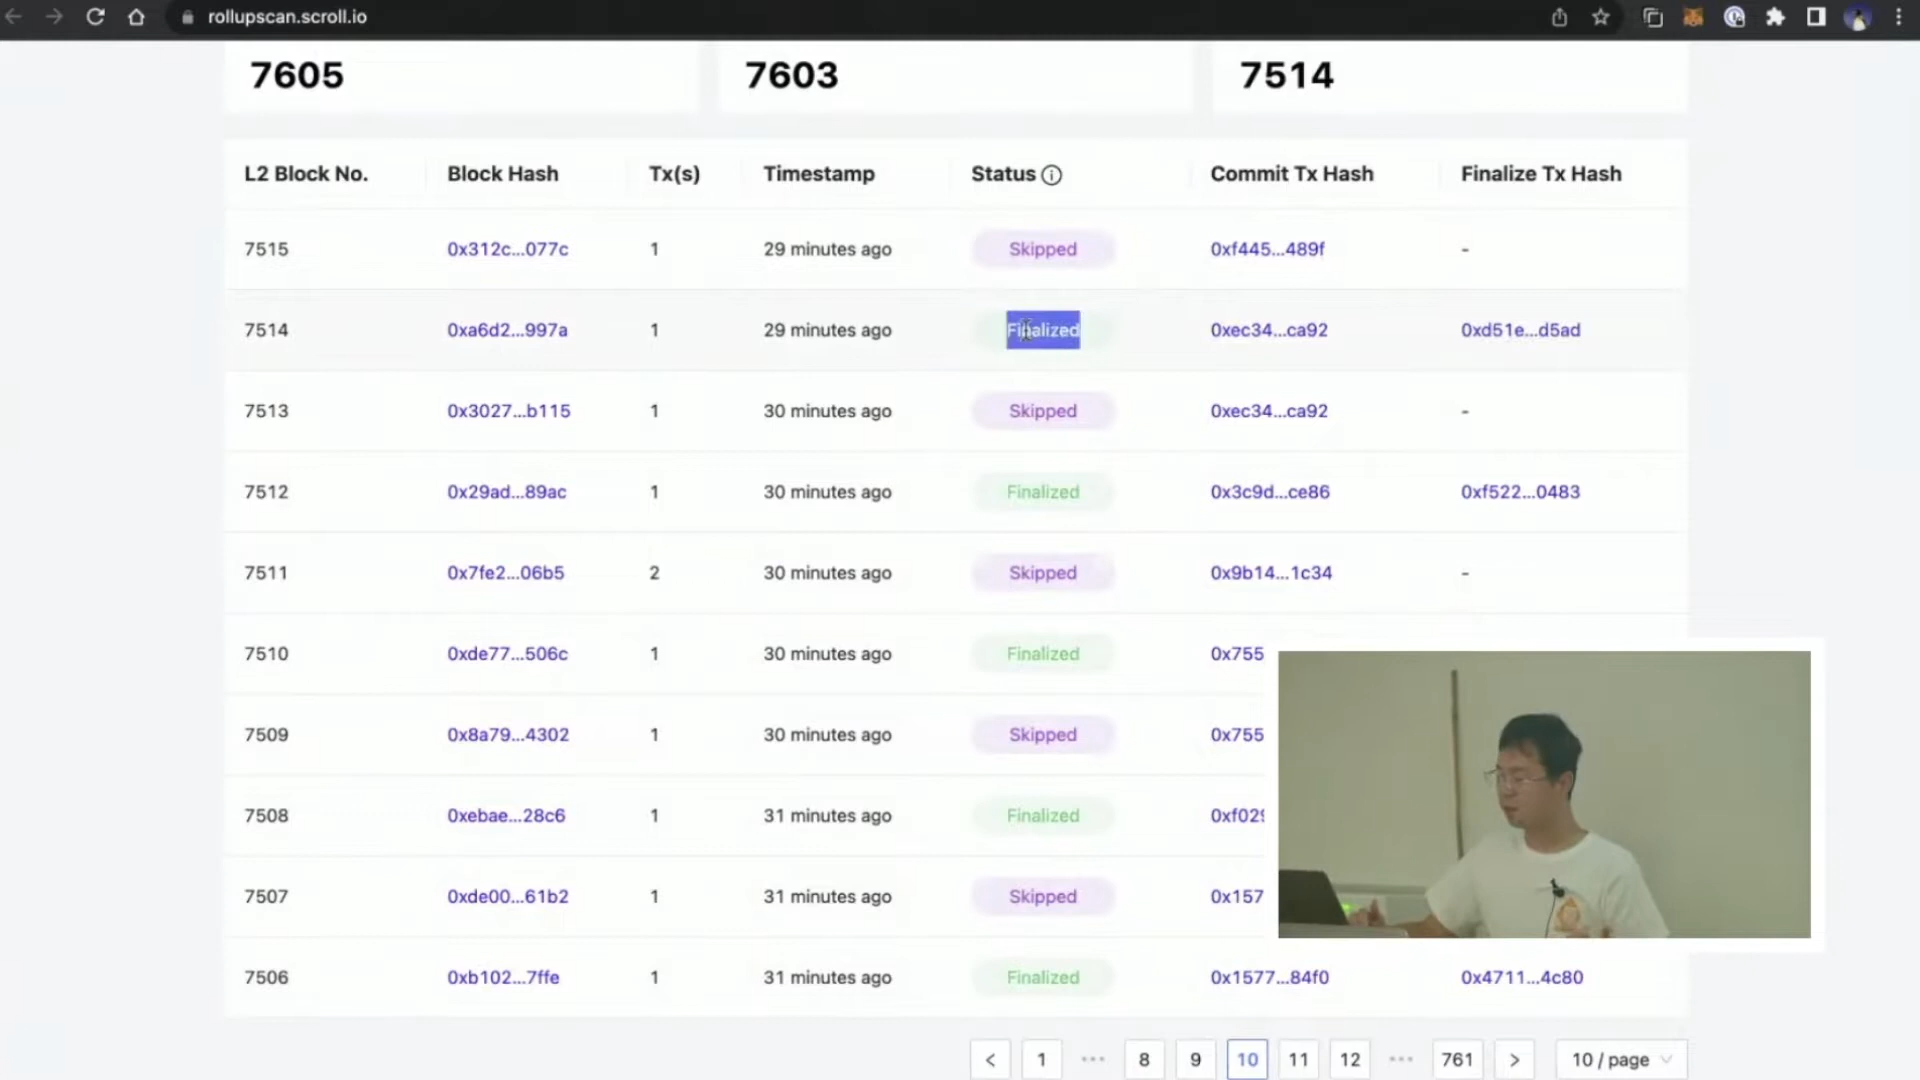 rollupscan.scroll.io
7605 7603 7514
L2 Block No. Block Hash Tx(s) Timestamp Status Commit Tx Hash Finalize Tx Hash
7515 0x312c...077c 1 29 minutes ago Skipped 0xf445...489f -
7514 0xa6d2...997a 1 29 minutes ago Finalized 0xec34...ca92 0xd51e...d5ad
7513 0x3027...b115 1 30 minutes ago Skipped 0xec34...ca92 -
7512 0x29ad...89ac 1 30 minutes ago Finalized 0x3c9d...ce86 0xf522...0483
7511 0x7fe2...06b5 2 30 minutes ago Skipped 0x9b14...1c34 -
7510 0xde77...506c 1 30 minutes ago Finalized 0x755
7509 0x8a79...4302 1 30 minutes ago Skipped 0x755
7508 0xebae...28c6 1 31 minutes ago Finalized 0xf029
7507 0xde00...61b2 1 31 minutes ago Skipped 0x157
7506 0xb102...7ffe 1 31 minutes ago Finalized 0x1577...84f0 0x4711...4c80
< 1 ••• 8 9 10 11 12 ••• 761 > 10 / page